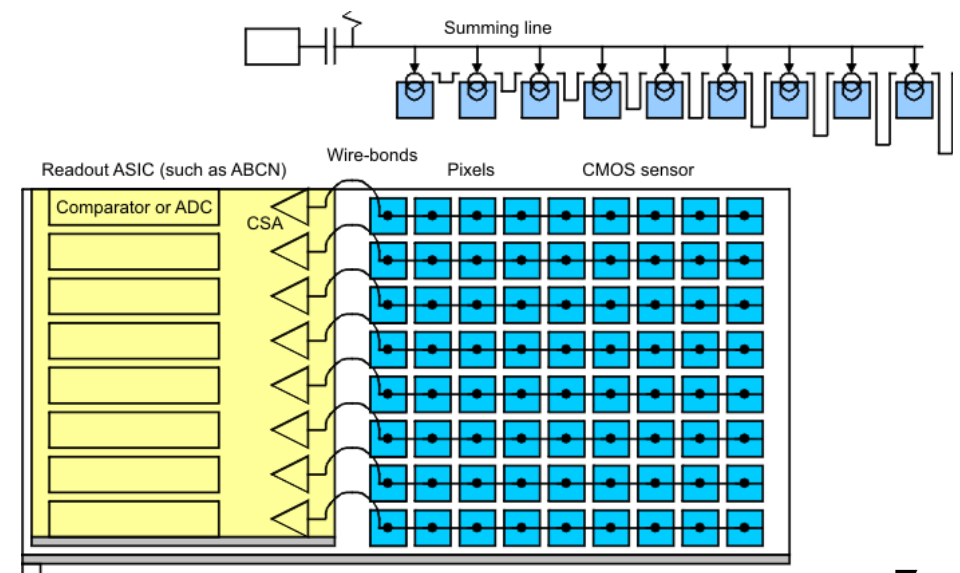 Summing line
Readout ASIC (such as ABCN)
Wire-bonds
Pixels
CMOS sensor
Comparator or ADC
CSA